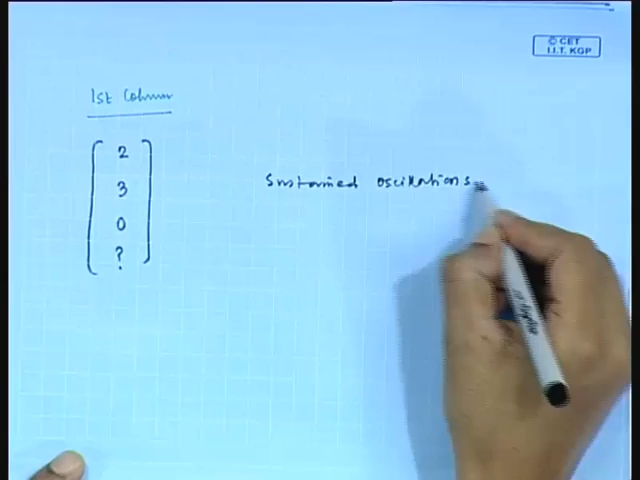 © CET
I.I.T. KGP
1st Column
2
3
0
?
Sustained oscillations